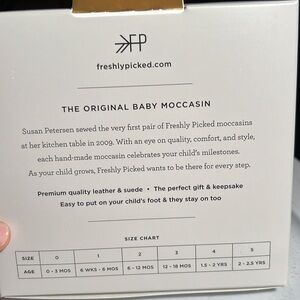 FP
freshlypicked.com
THE ORIGINAL BABY MOCCASIN
Susan Petersen sewed the very first pair of Freshly Picked moccasins
at her kitchen table in 2009. With an eye on quality, comfort, and style,
each hand-made moccasin celebrates your child's milestones.
As your child grows, Freshly Picked wants to be there for every step.
Premium quality leather & suede • The perfect gift & keepsake
Easy to put on your child's foot & they stay on too
SIZE CHART
SIZE 0 1 2 3 4 5
AGE 0 - 3 MOS 6 WKS - 6 MOS 6 - 12 MOS 12 - 18 MOS 1.5 - 2 YRS 2 - 2.5 YRS